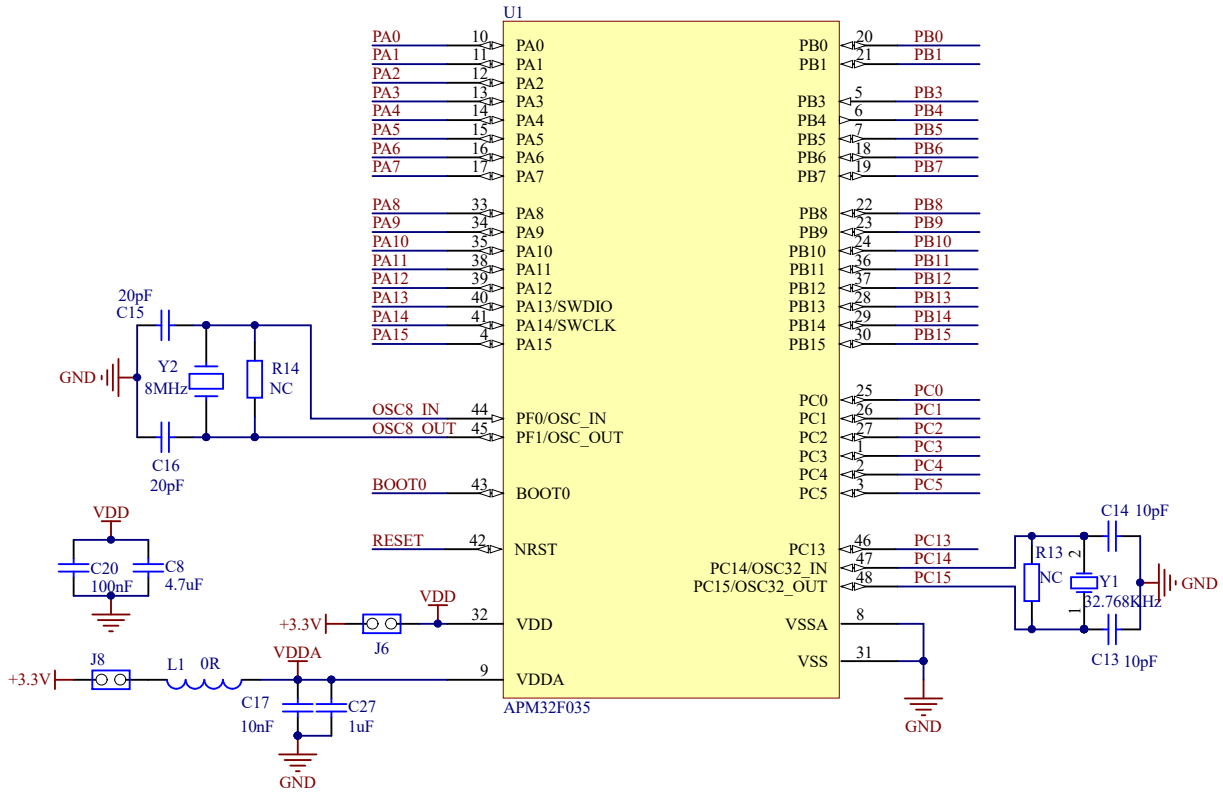 U1
PA0 10 PA0 PB0 20 PB0
PA1 11 PA1 PB1 21 PB1
PA2 12 PA2
PA3 13 PA3 PB3 5 PB3
PA4 14 PA4 PB4 6 PB4
PA5 15 PA5 PB5 7 PB5
PA6 16 PA6 PB6 18 PB6
PA7 17 PA7 PB7 19 PB7
PA8 33 PA8 PB8 22 PB8
PA9 34 PA9 PB9 23 PB9
PA10 35 PA10 PB10 24 PB10
PA11 38 PA11 PB11 36 PB11
PA12 39 PA12 PB12 37 PB12
PA13 40 PA13/SWDIO PB13 28 PB13
PA14 41 PA14/SWCLK PB14 29 PB14
PA15 4 PA15 PB15 30 PB15
20pF
C15
Y2
8MHz
R14
NC
GND
C16
20pF
PC0 25 PC0
OSC8_IN 44 PF0/OSC_IN PC1 26 PC1
OSC8_OUT 45 PF1/OSC_OUT PC2 27 PC2
PC3 1 PC3
PC4 2 PC4
BOOT0 43 BOOT0 PC5 3 PC5
RESET 42 NRST PC13 46 PC13
PC14/OSC32_IN 47 PC14
PC15/OSC32_OUT 48 PC15
C14 10pF
R13
NC
2
Y1
32.768KHz
1
GND
C13 10pF
VDD
C20
100nF
C8
4.7uF
VDD
+3.3V
J6
32 VDD VSSA 8
VSS 31
J8
L1 0R
VDDA
+3.3V
9 VDDA
C17
10nF
C27
1uF
GND
APM32F035
GND